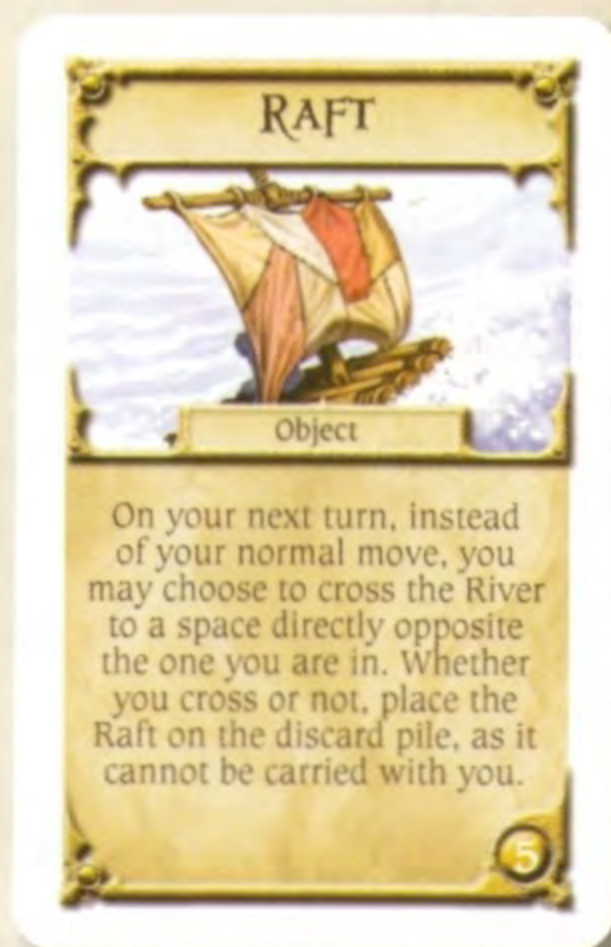 RAFT
Object
On your next turn, instead
of your normal move, you
may choose to cross the River
to a space directly opposite
the one you are in. Whether
you cross or not, place the
Raft on the discard pile, as it
cannot be carried with you.
5